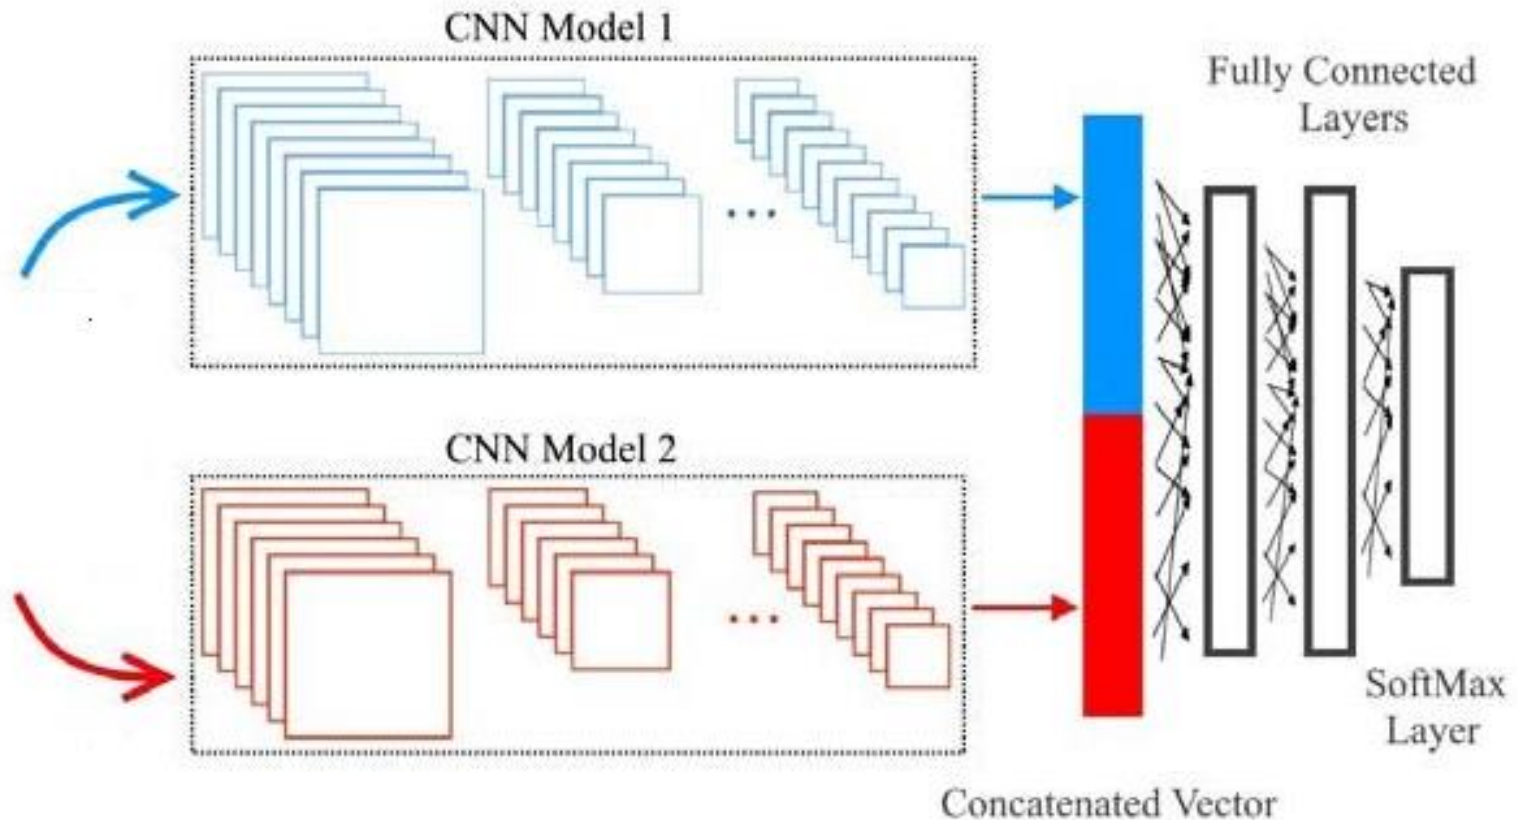 CNN Model 1
Fully Connected
Layers
CNN Model 2
SoftMax
Layer
Concatenated Vector